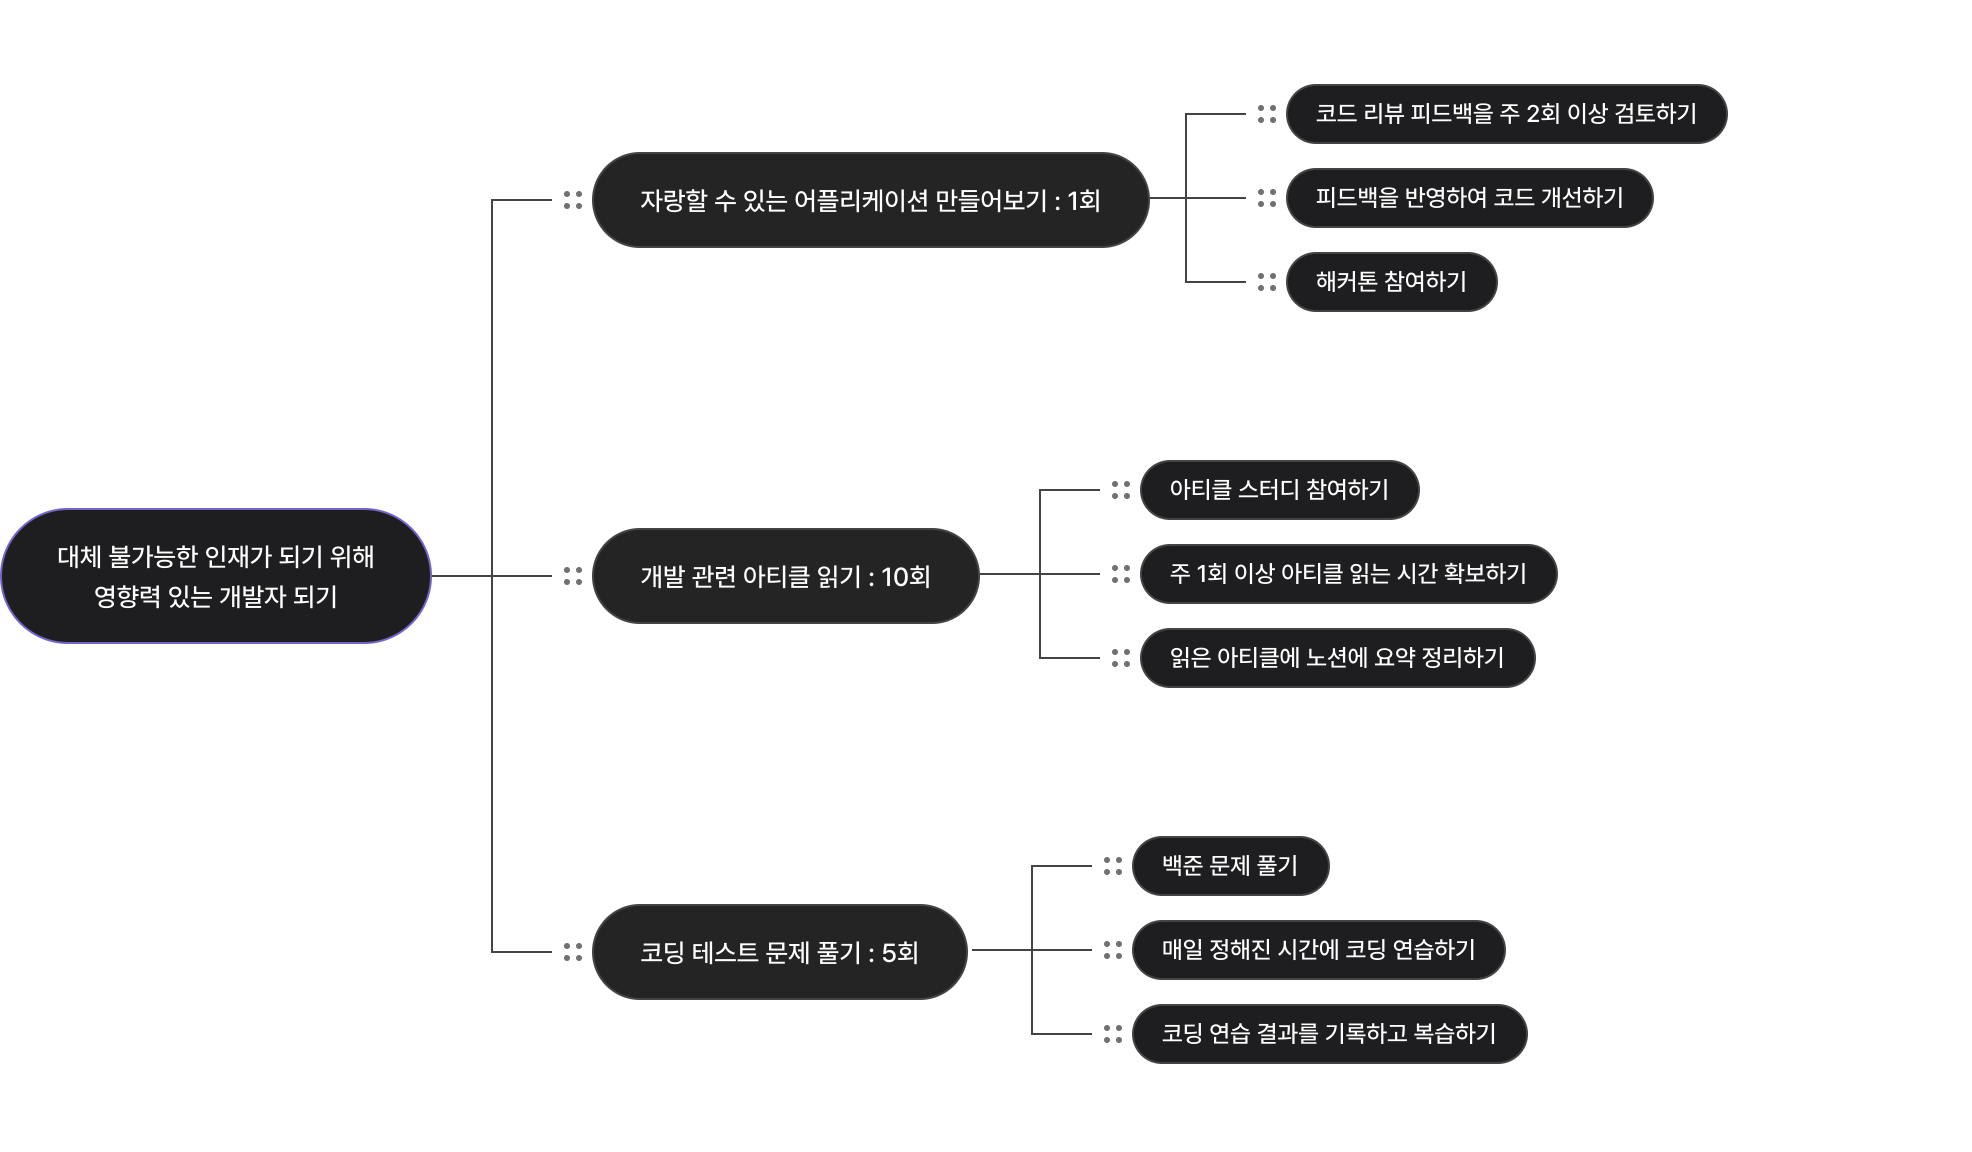 대체 불가능한 인재가 되기 위해
영향력 있는 개발자 되기
자랑할 수 있는 어플리케이션 만들어보기 : 1회
코드 리뷰 피드백을 주 2회 이상 검토하기
피드백을 반영하여 코드 개선하기
해커톤 참여하기
개발 관련 아티클 읽기 : 10회
아티클 스터디 참여하기
주 1회 이상 아티클 읽는 시간 확보하기
읽은 아티클에 노션에 요약 정리하기
코딩 테스트 문제 풀기 : 5회
백준 문제 풀기
매일 정해진 시간에 코딩 연습하기
코딩 연습 결과를 기록하고 복습하기